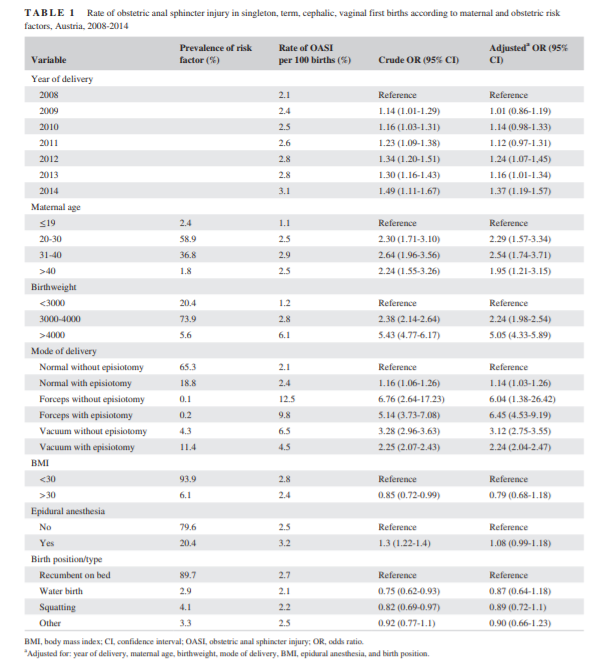 TABLE 1 Rate of obstetric anal sphincter injury in singleton, term, cephalic, vaginal first births according to maternal and obstetric risk
factors, Austria, 2008-2014
Variable Prevalence of risk factor (%) Rate of OASI per 100 births (%) Crude OR (95% CI) Adjustedª OR (95% CI)
Year of delivery
2008 2.1 Reference Reference
2009 2.4 1.14 (1.01-1.29) 1.01 (0.86-1.19)
2010 2.5 1.16 (1.03-1.31) 1.14 (0.98-1.33)
2011 2.6 1.23 (1.09-1.38) 1.12 (0.97-1.31)
2012 2.8 1.34 (1.20-1.51) 1.24 (1.07-1.45)
2013 2.8 1.30 (1.16-1.43) 1.16 (1.01-1.34)
2014 3.1 1.49 (1.11-1.67) 1.37 (1.19-1.57)
Maternal age
≤19 2.4 1.1 Reference Reference
20-30 58.9 2.5 2.30 (1.71-3.10) 2.29 (1.57-3.34)
31-40 36.8 2.9 2.64 (1.96-3.56) 2.54 (1.74-3.71)
>40 1.8 2.5 2.24 (1.55-3.26) 1.95 (1.21-3.15)
Birthweight
<3000 20.4 1.2 Reference Reference
3000-4000 73.9 2.8 2.38 (2.14-2.64) 2.24 (1.98-2.54)
>4000 5.6 6.1 5.43 (4.77-6.17) 5.05 (4.33-5.89)
Mode of delivery
Normal without episiotomy 65.3 2.1 Reference Reference
Normal with episiotomy 18.8 2.4 1.16 (1.06-1.26) 1.14 (1.03-1.26)
Forceps without episiotomy 0.1 12.5 6.76 (2.64-17.23) 6.04 (1.38-26.42)
Forceps with episiotomy 0.2 9.8 5.14 (3.73-7.08) 6.45 (4.53-9.19)
Vacuum without episiotomy 4.3 6.5 3.28 (2.96-3.63) 3.12 (2.75-3.55)
Vacuum with episiotomy 11.4 4.5 2.25 (2.07-2.43) 2.24 (2.04-2.47)
BMI
<30 93.9 2.8 Reference Reference
>30 6.1 2.4 0.85 (0.72-0.99) 0.79 (0.68-1.18)
Epidural anesthesia
No 79.6 2.5 Reference Reference
Yes 20.4 3.2 1.3 (1.22-1.4) 1.08 (0.99-1.18)
Birth position/type
Recumbent on bed 89.7 2.7 Reference Reference
Water birth 2.9 2.1 0.75 (0.62-0.93) 0.87 (0.64-1.18)
Squatting 4.1 2.2 0.82 (0.69-0.97) 0.89 (0.72-1.1)
Other 3.3 2.5 0.92 (0.77-1.1) 0.90 (0.66-1.23)
BMI, body mass index; CI, confidence interval; OASI, obstetric anal sphincter injury; OR, odds ratio.
ªAdjusted for: year of delivery, maternal age, birthweight, mode of delivery, BMI, epidural anesthesia, and birth position.